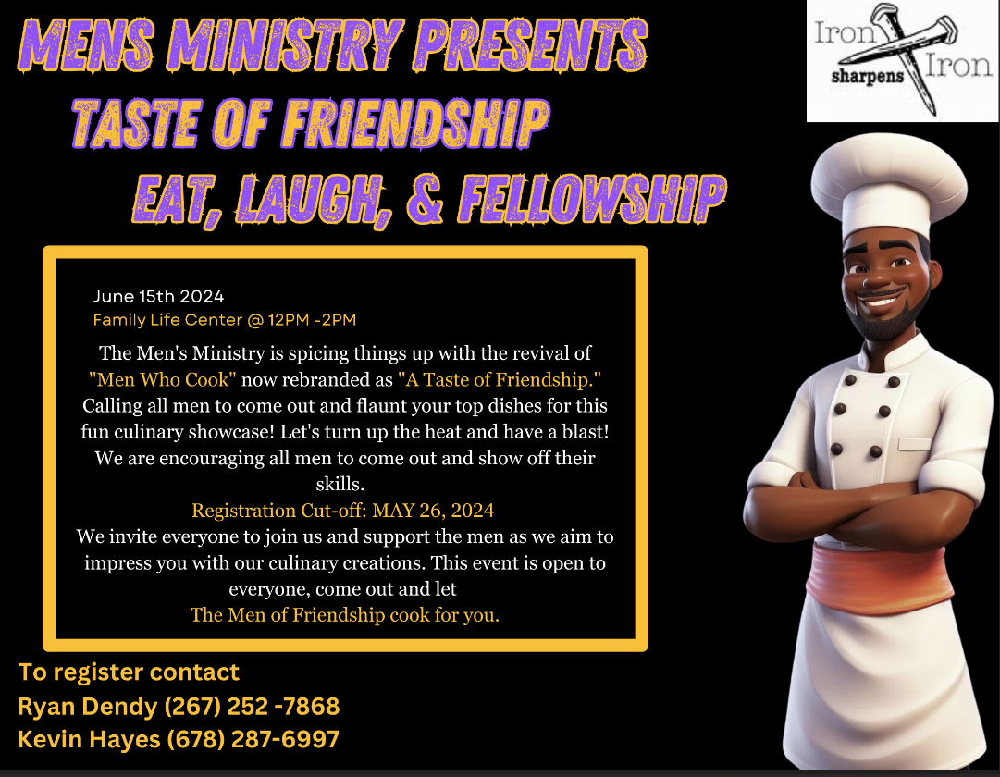 MENS MINISTRY PRESENTS
TASTE OF FRIENDSHIP
EAT, LAUGH, & FELLOWSHIP
Iron
sharpens
Iron
June 15th 2024
Family Life Center @ 12PM -2PM
The Men's Ministry is spicing things up with the revival of
"Men Who Cook" now rebranded as "A Taste of Friendship."
Calling all men to come out and flaunt your top dishes for this
fun culinary showcase! Let's turn up the heat and have a blast!
We are encouraging all men to come out and show off their
skills.
Registration Cut-off: MAY 26, 2024
We invite everyone to join us and support the men as we aim to
impress you with our culinary creations. This event is open to
everyone, come out and let
The Men of Friendship cook for you.
To register contact
Ryan Dendy (267) 252 -7868
Kevin Hayes (678) 287-6997